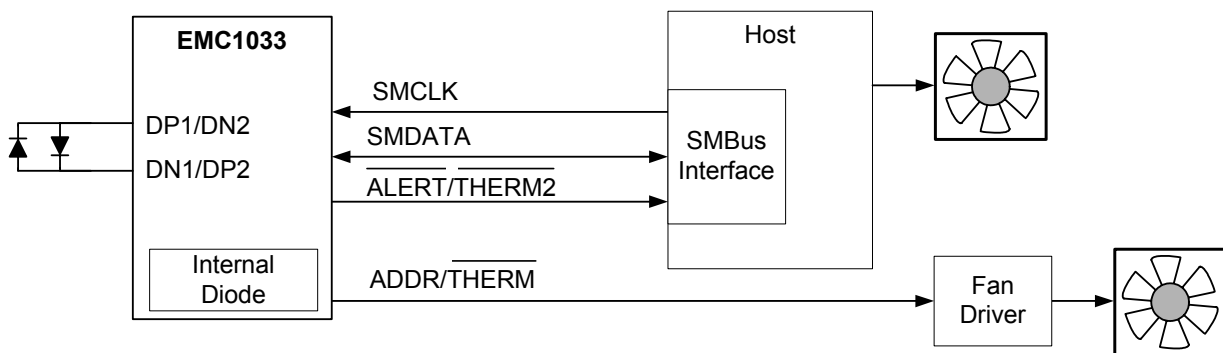 EMC1033
Host
SMCLK
DP1/DN2
SMDATA
SMBus
Interface
DN1/DP2
ALERT/THERM2
Internal
Diode
ADDR/THERM
Fan
Driver